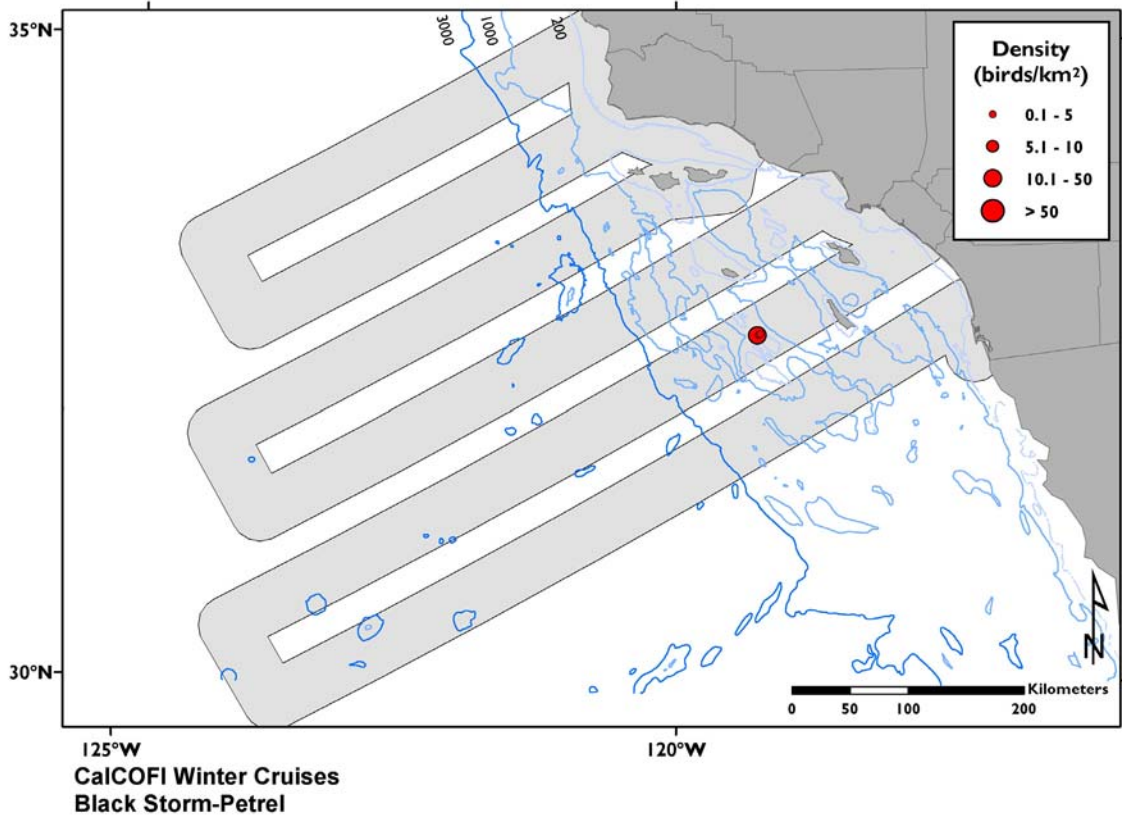 35°N
3000
1000
200
Density
(birds/km²)
0.1 - 5
5.1 - 10
10.1 - 50
> 50
30°N
N
Kilometers
0 50 100 200
125°W
120°W
CalCOFI Winter Cruises
Black Storm-Petrel